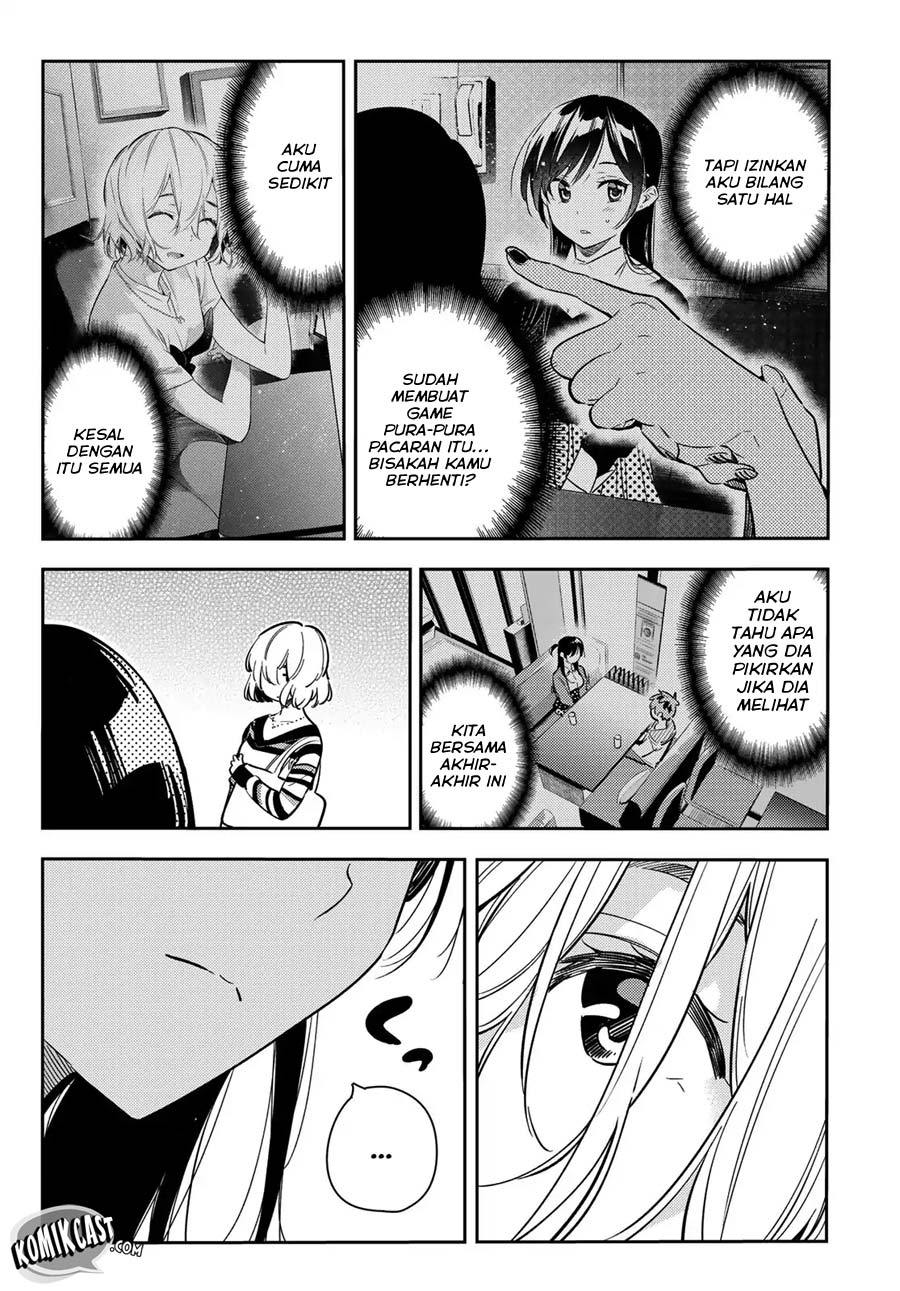 TAPI IZINKAN
AKU BILANG
SATU HAL
SUDAH
MEMBUAT
GAME
PURA-PURA
PACARAN ITU...
BISAKAH KAMU
BERHENTI?
AKU
CUMA
SEDIKIT
KESAL
DENGAN
ITU SEMUA
AKU
TIDAK
TAHU APA
YANG DIA
PIKIRKAN
JIKA DIA
MELIHAT
KITA
BERSAMA
AKHIR-
AKHIR INI
くっ
...
KOMIKCAST
.COM